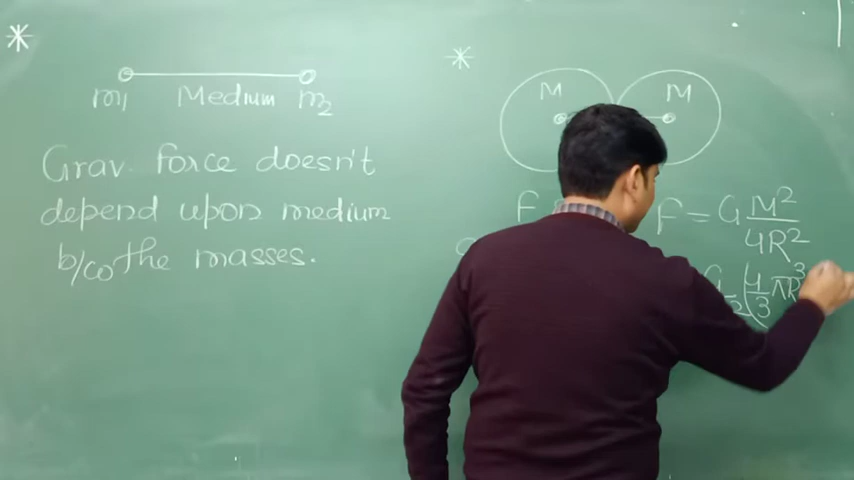 *
m1 Medium m2
Grav. force doesn't
depend upon medium
b/w the masses.
*
M M
F F = G M²/4R²
G (4/3 πR³